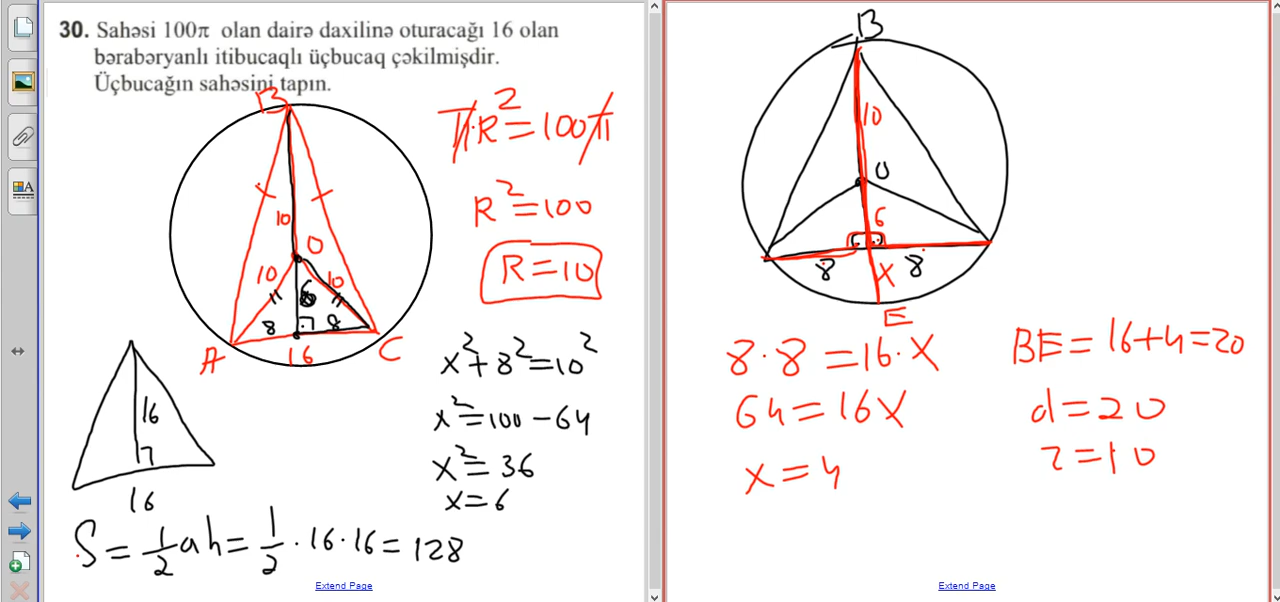 30. Sahəsi 100π olan dairə daxilinə oturacağı 16 olan
bərabəryanlı itibucaqlı üçbucaq çəkilmişdir.
Üçbucağın sahəsini tapın.
B
10
O
10
10
6
8
8
A
16
C
π·R²=100π
R²=100
R=10
x²+8²=10²
x²=100-64
x²=36
x=6
16
16
S=1/2ah=1/2·16·16=128
Extend Page
B
10
O
6
8
x
8
E
8·8=16·x
64=16x
x=4
BE=16+4=20
d=20
r=10
Extend Page